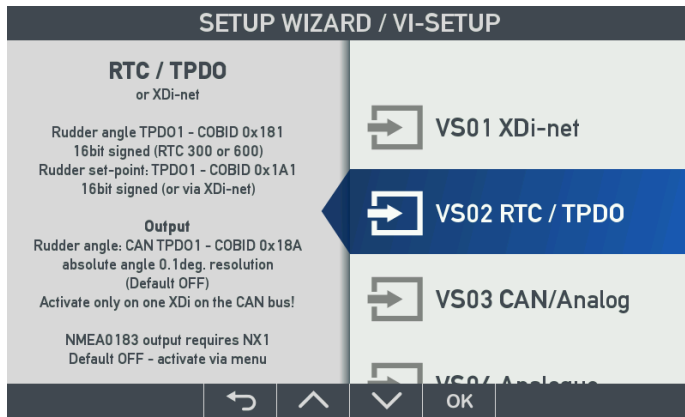 SETUP WIZARD / VI-SETUP
RTC / TPDO
or XDi-net
Rudder angle TPDO1 - COBID 0x181
16bit signed (RTC 300 or 600)
Rudder set-point: TPDO1 - COBID 0x1A1
16bit signed (or via XDi-net)
Output
Rudder angle: CAN TPDO1 - COBID 0x18A
absolute angle 0.1deg. resolution
(Default OFF)
Activate only on one XDi on the CAN bus!
NMEA0183 output requires NX1
Default OFF - activate via menu
VS01 XDi-net
VS02 RTC / TPDO
VS03 CAN/Analog
VS04 Analogue
OK